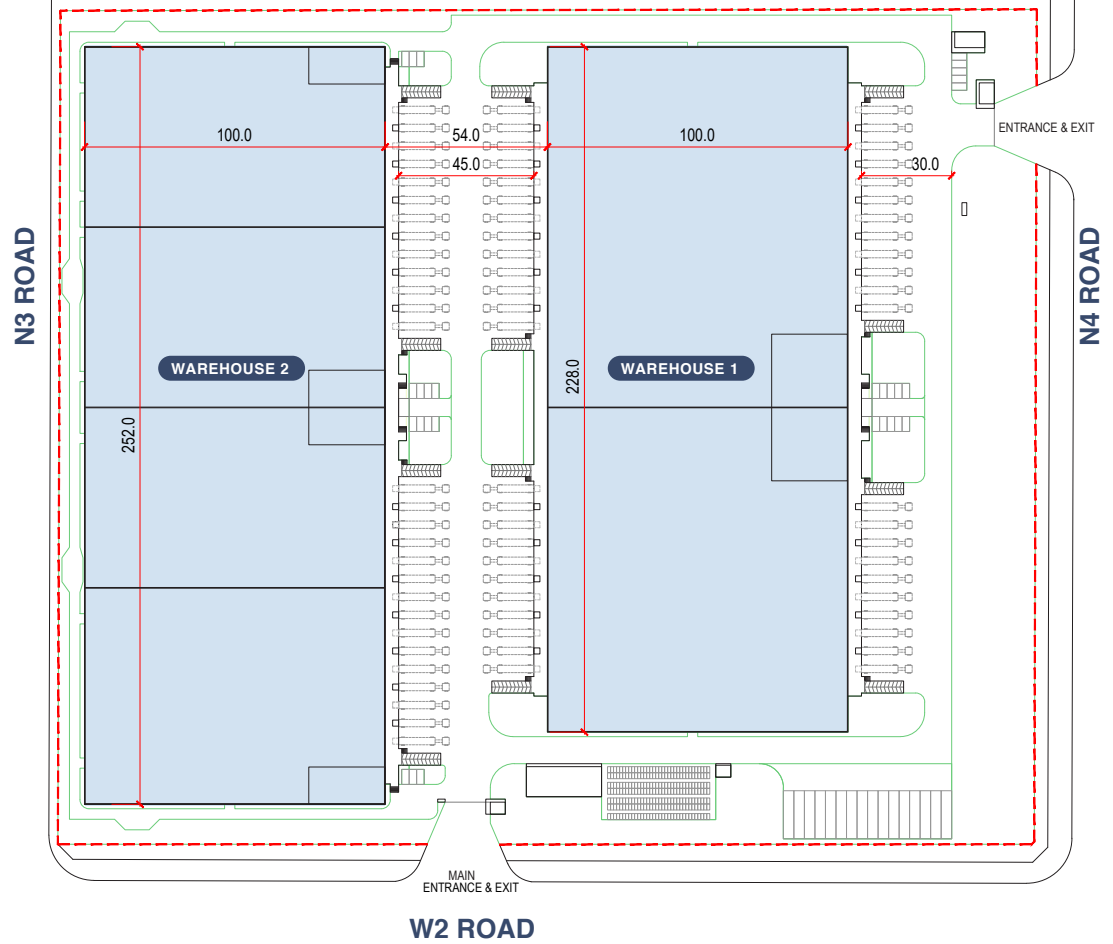 ENTRANCE & EXIT
100.0
54.0
100.0
45.0
30.0
N3 ROAD
N4 ROAD
WAREHOUSE 2
WAREHOUSE 1
228.0
252.0
MAIN
ENTRANCE & EXIT
W2 ROAD